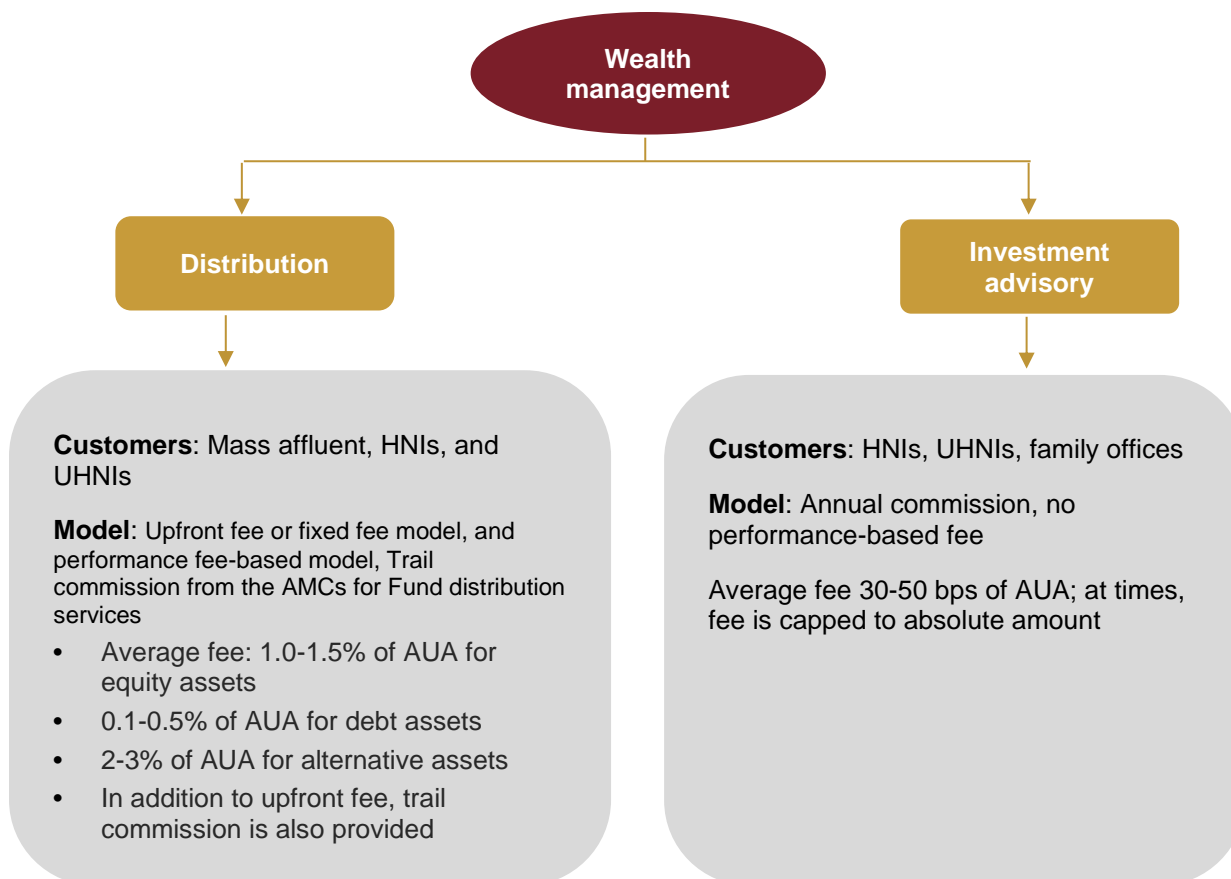 Wealth
management
Distribution
Investment
advisory
Customers: Mass affluent, HNIs, and
UHNIs
Model: Upfront fee or fixed fee model, and
performance fee-based model, Trail
commission from the AMCs for Fund distribution
services
• Average fee: 1.0-1.5% of AUA for
equity assets
• 0.1-0.5% of AUA for debt assets
• 2-3% of AUA for alternative assets
• In addition to upfront fee, trail
commission is also provided
Customers: HNIs, UHNIs, family offices
Model: Annual commission, no
performance-based fee
Average fee 30-50 bps of AUA; at times,
fee is capped to absolute amount